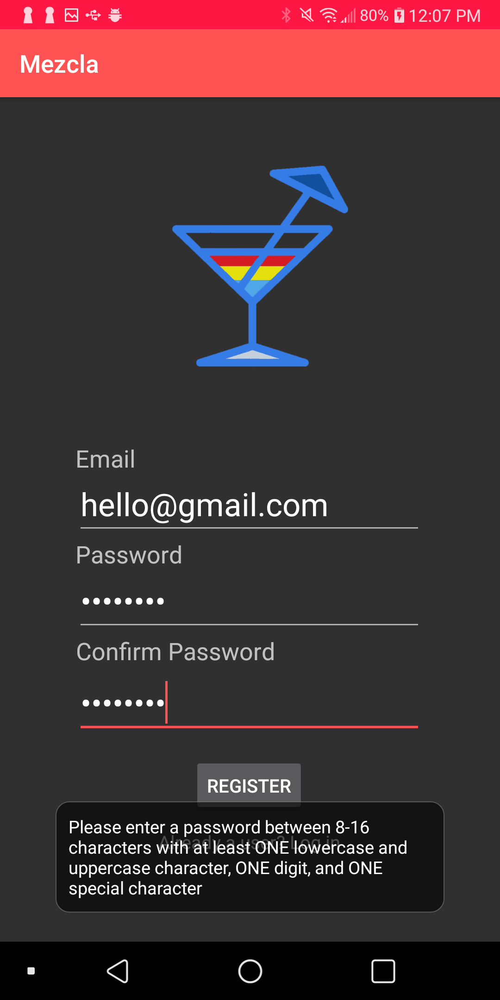 80% 12:07 PM
Mezcla
Email
hello@gmail.com
Password
••••••••
Confirm Password
••••••••
REGISTER
Already a user? Log in
Please enter a password between 8-16
characters with at least ONE lowercase and
uppercase character, ONE digit, and ONE
special character